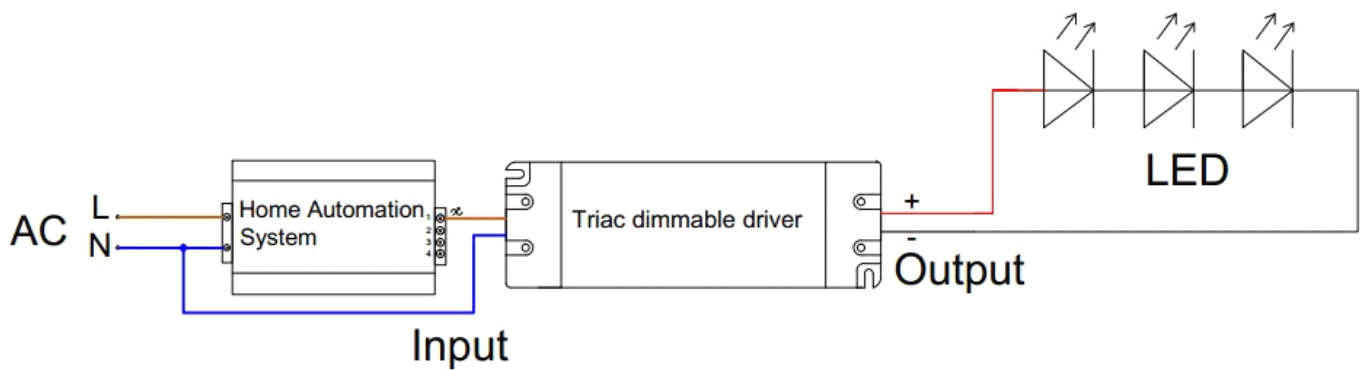 AC
L
N
Home Automation
System
1
2
3
4
Input
Triac dimmable driver
+
-
Output
LED